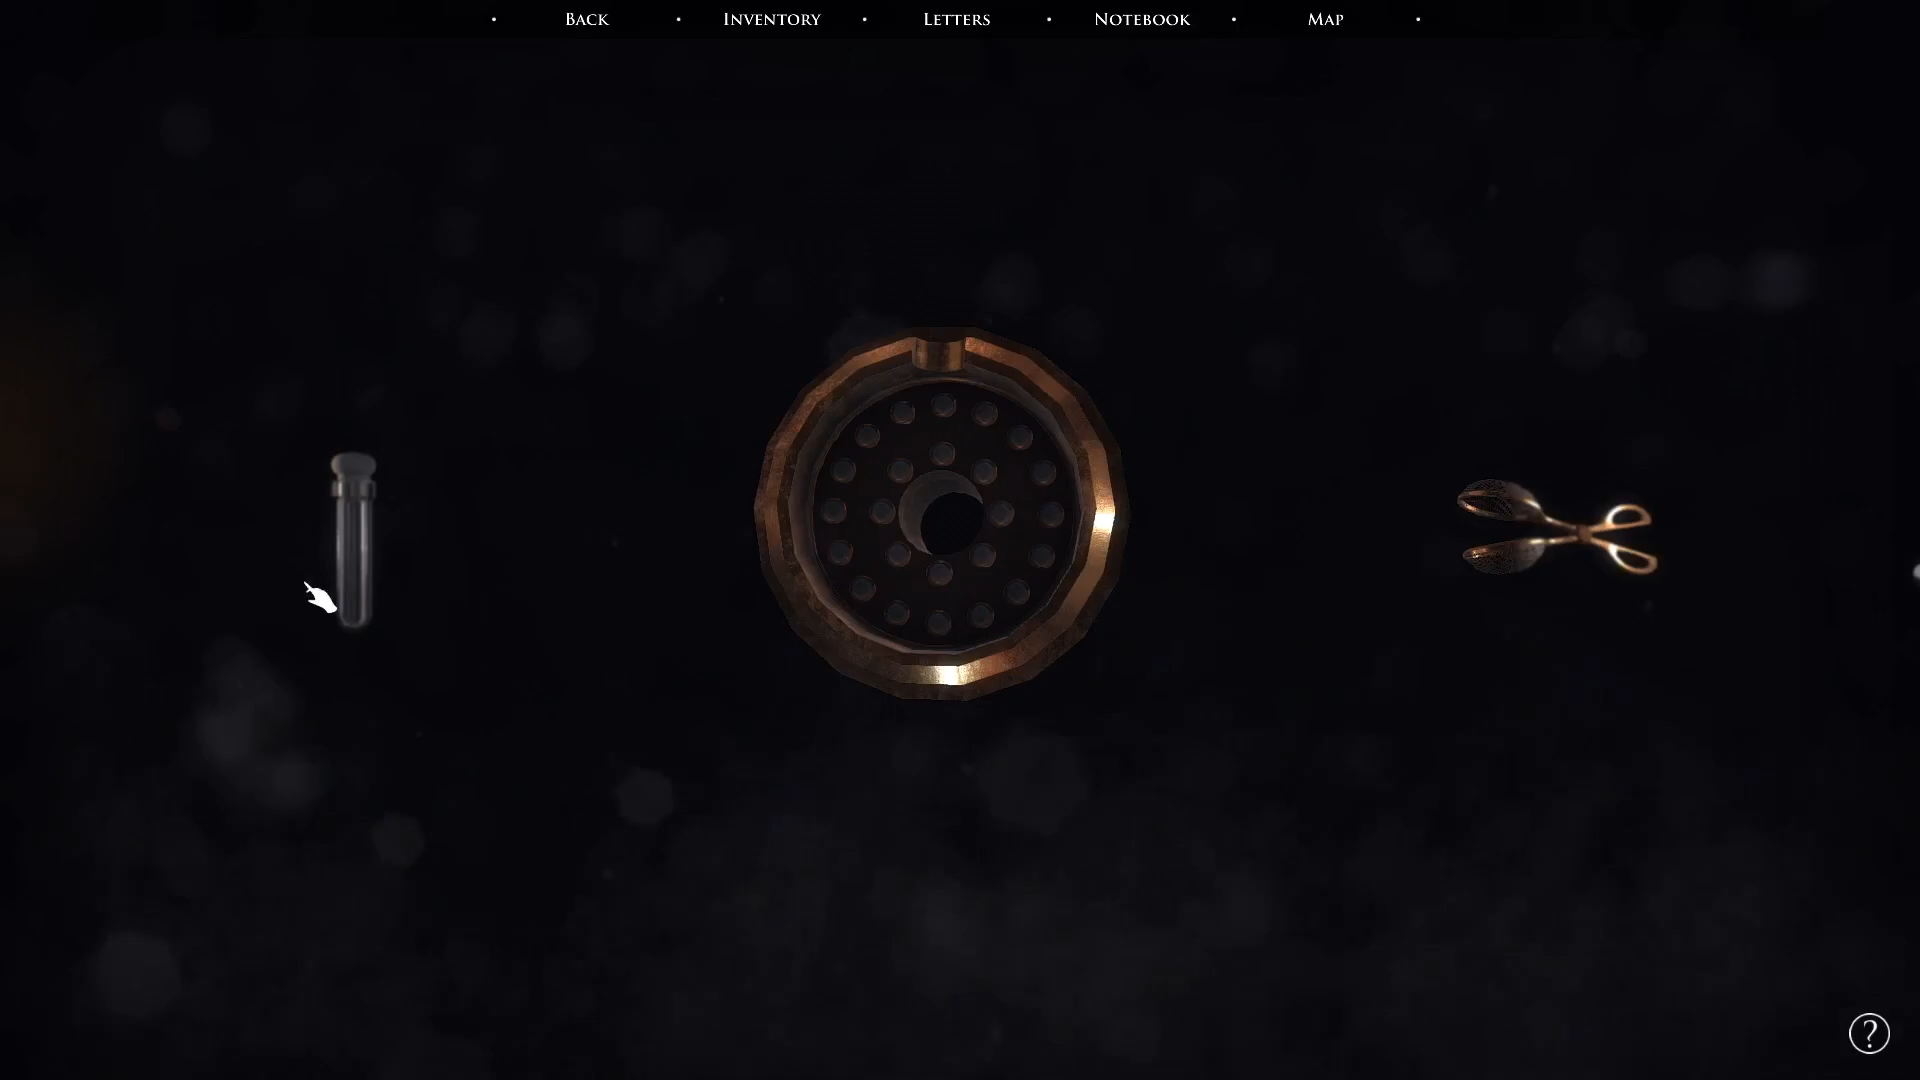 Back • Inventory • Letters • Notebook • Map
?